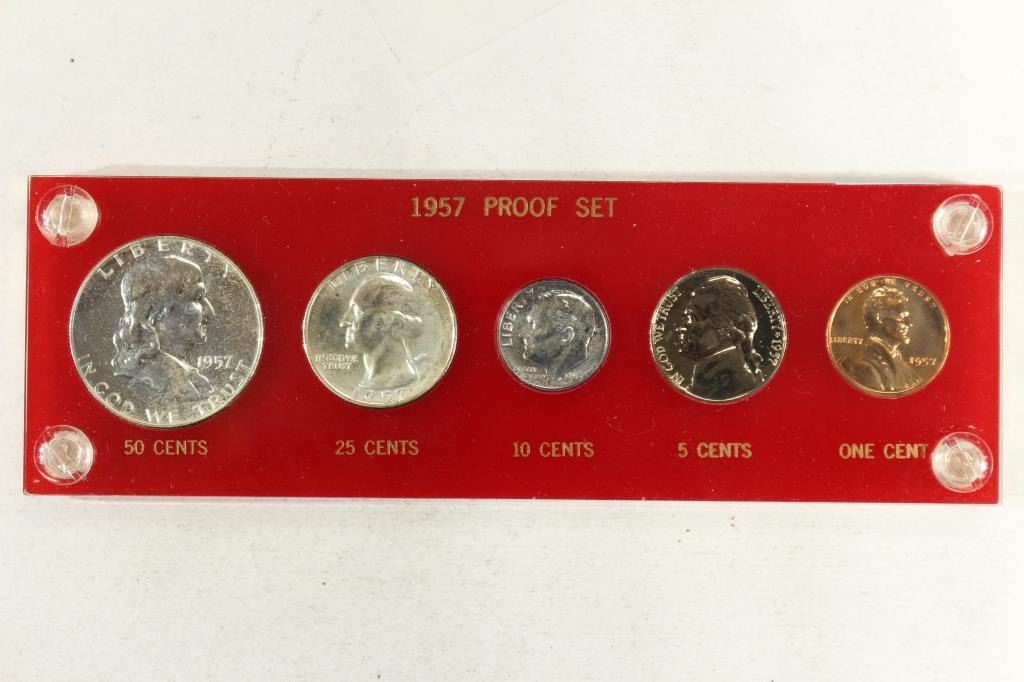 1957 PROOF SET
LIBERTY
1957
IN GOD WE TRUST
LIBERTY
IN GOD WE
TRUST
1957
LIBERTY
IN GOD WE TRUST
LIBERTY 1957
IN GOD WE TRUST
LIBERTY
1957
50 CENTS
25 CENTS
10 CENTS
5 CENTS
ONE CENT